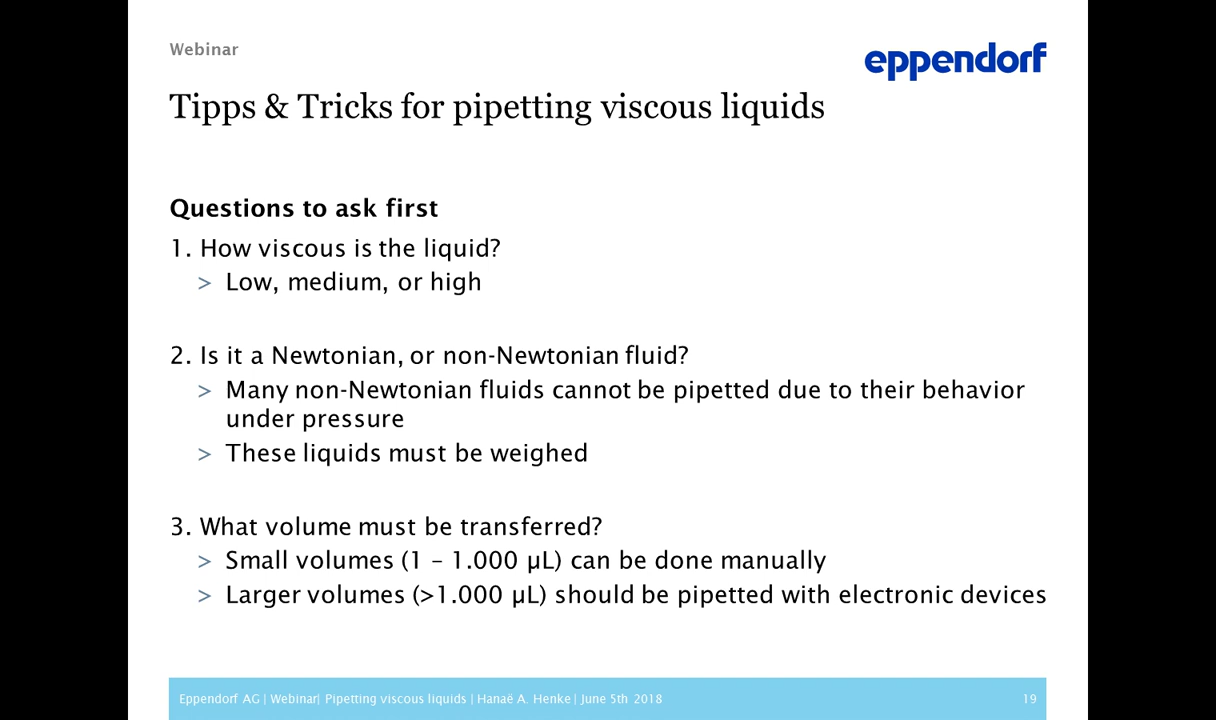 Webinar
eppendorf
Tipps & Tricks for pipetting viscous liquids
Questions to ask first
1. How viscous is the liquid?
> Low, medium, or high
2. Is it a Newtonian, or non-Newtonian fluid?
> Many non-Newtonian fluids cannot be pipetted due to their behavior
under pressure
> These liquids must be weighed
3. What volume must be transferred?
> Small volumes (1 – 1.000 µL) can be done manually
> Larger volumes (>1.000 µL) should be pipetted with electronic devices
Eppendorf AG | Webinar| Pipetting viscous liquids | Hanaë A. Henke | June 5th 2018 19